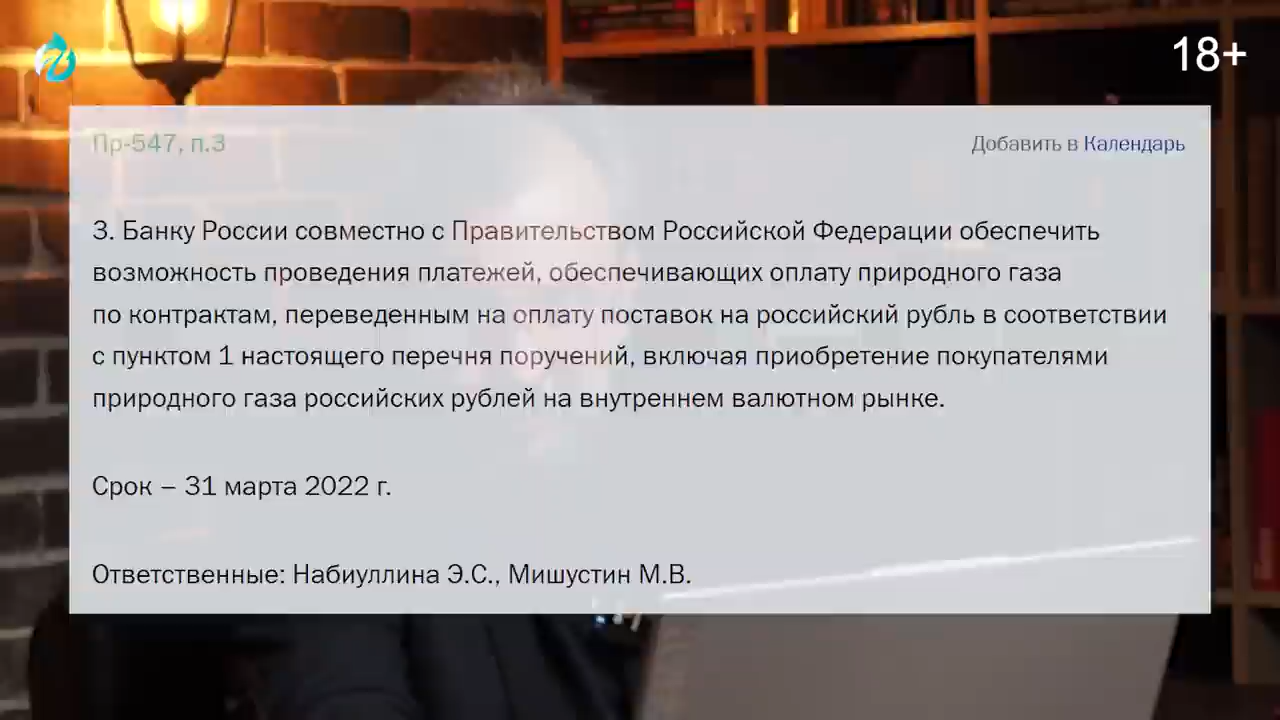 18+
Пр-547, п.3
Добавить в Календарь
3. Банку России совместно с Правительством Российской Федерации обеспечить
возможность проведения платежей, обеспечивающих оплату природного газа
по контрактам, переведенным на оплату поставок на российский рубль в соответствии
с пунктом 1 настоящего перечня поручений, включая приобретение покупателями
природного газа российских рублей на внутреннем валютном рынке.
Срок – 31 марта 2022 г.
Ответственные: Набиуллина Э.С., Мишустин М.В.